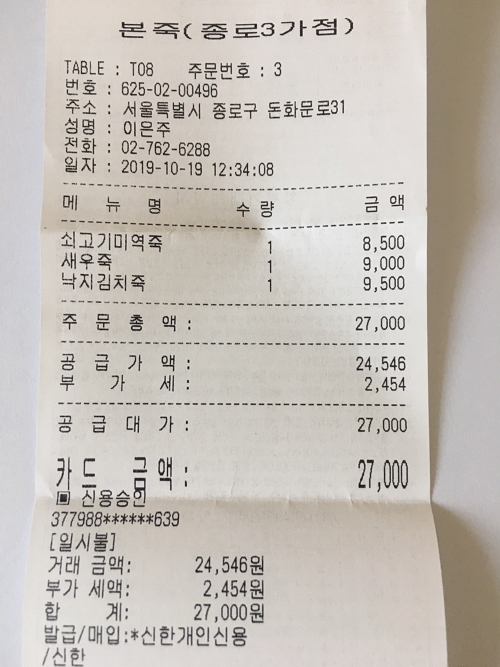 본죽(종로3가점)
TABLE : T08 주문번호 : 3
번호 : 625-02-00496
주소 : 서울특별시 종로구 돈화문로31
성명 : 이은주
전화 : 02-762-6288
일자 : 2019-10-19 12:34:08
메 뉴 명 수 량 금 액
쇠고기미역죽 1 8,500
새우죽 1 9,000
낙지김치죽 1 9,500
주 문 총 액 : 27,000
공 급 가 액 : 24,546
부 가 세 : 2,454
공 급 대 가 : 27,000
카 드 금 액 : 27,000
▣ 신용승인
377988******639
[일시불]
거래 금액: 24,546원
부가 세액: 2,454원
합 계: 27,000원
발급/매입:*신한개인신용
/신한